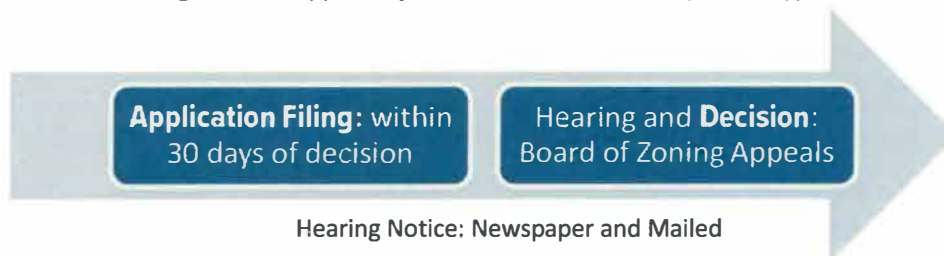 Application Filing: within
30 days of decision
Hearing and Decision:
Board of Zoning Appeals
Hearing Notice: Newspaper and Mailed